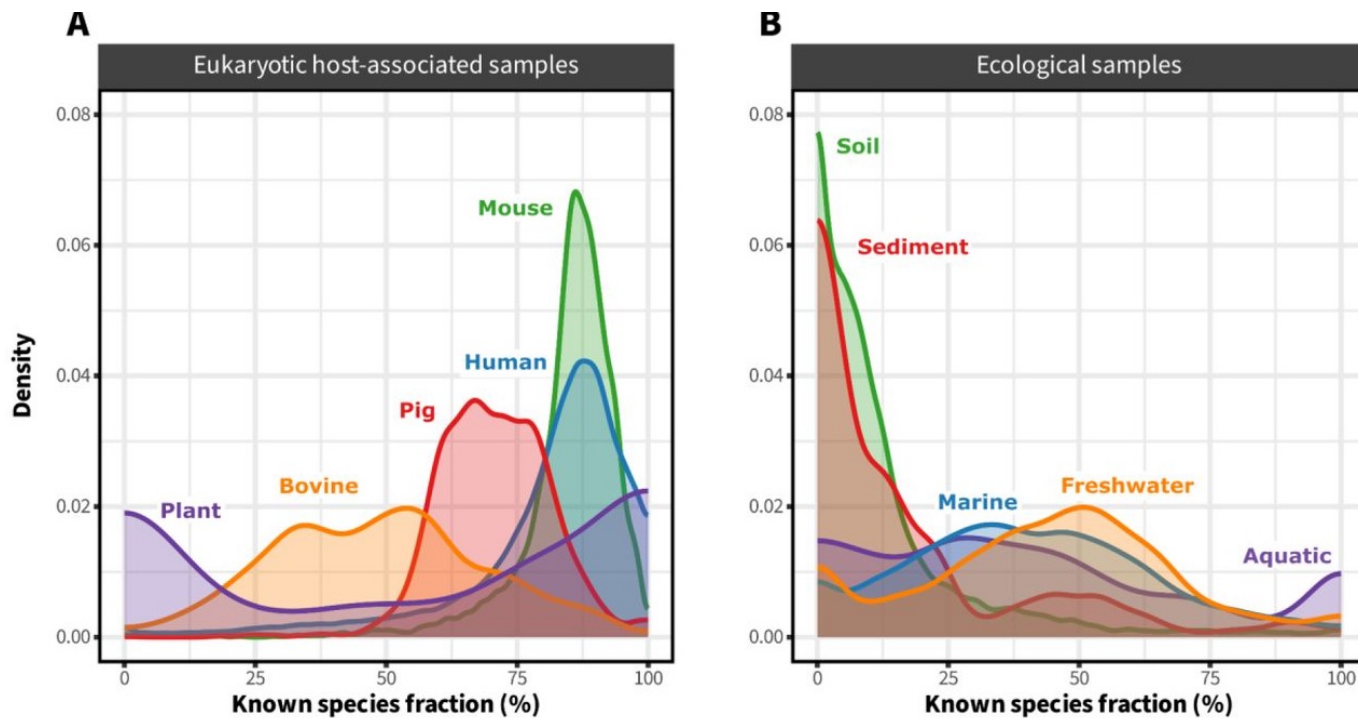 A
Eukaryotic host-associated samples
0.08
0.06
0.04
0.02
0.00
Density
Mouse
Human
Pig
Bovine
Plant
0 25 50 75 100
Known species fraction (%)
B
Ecological samples
0.08
0.06
0.04
0.02
0.00
Soil
Sediment
Marine
Freshwater
Aquatic
0 25 50 75 100
Known species fraction (%)